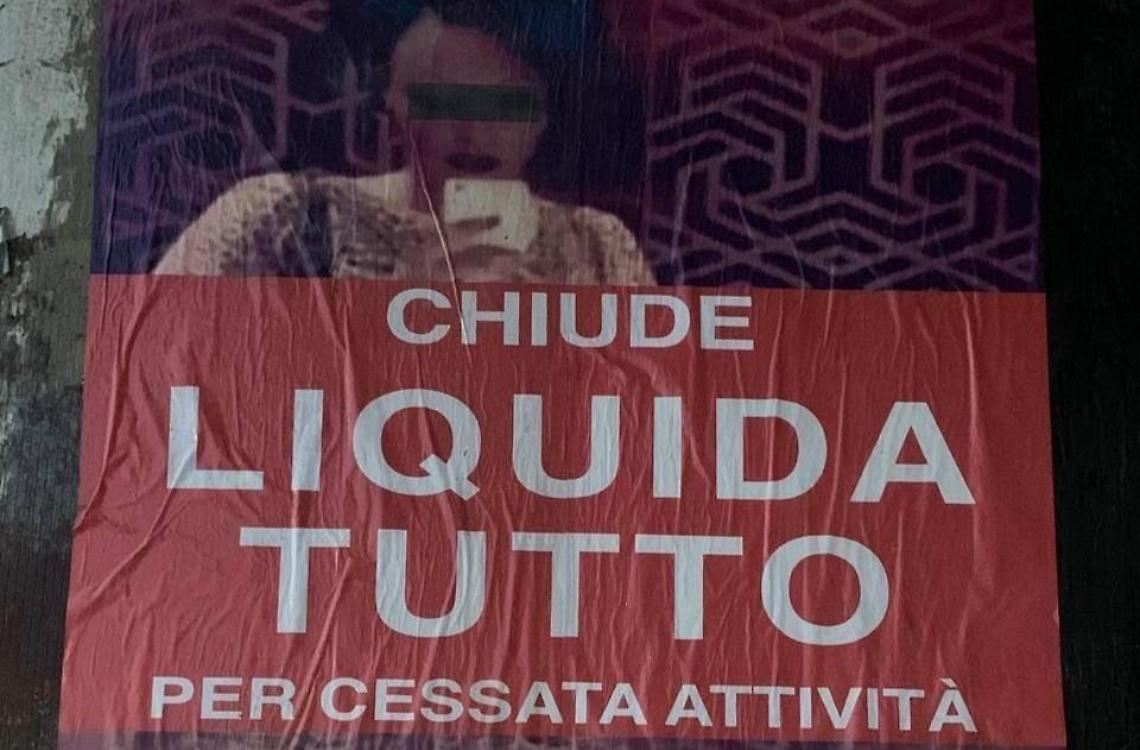 CHIUDE
LIQUIDA
TUTTO
PER CESSATA ATTIVITÀ